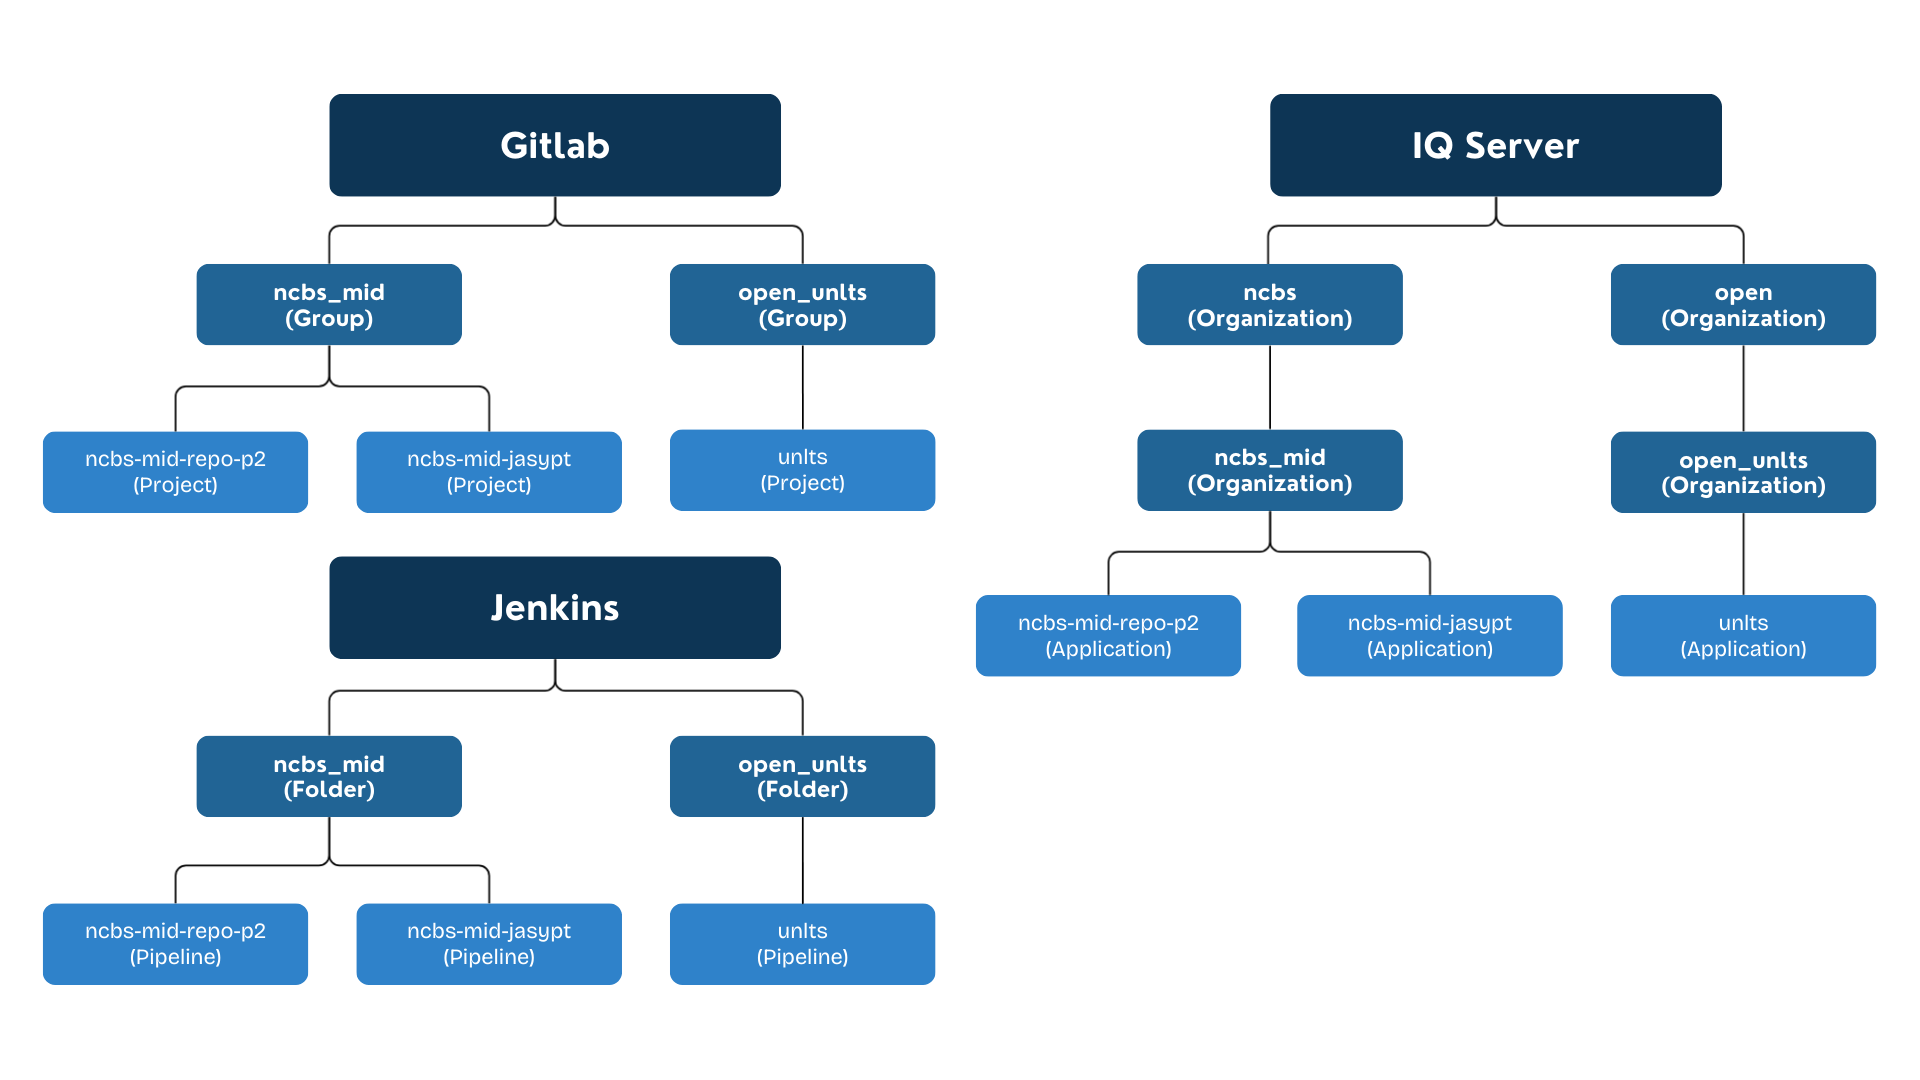 Gitlab
ncbs_mid
(Group)
open_unlts
(Group)
ncbs-mid-repo-p2
(Project)
ncbs-mid-jasypt
(Project)
unlts
(Project)
Jenkins
ncbs_mid
(Folder)
open_unlts
(Folder)
ncbs-mid-repo-p2
(Pipeline)
ncbs-mid-jasypt
(Pipeline)
unlts
(Pipeline)
IQ Server
ncbs
(Organization)
open
(Organization)
ncbs_mid
(Organization)
open_unlts
(Organization)
ncbs-mid-repo-p2
(Application)
ncbs-mid-jasypt
(Application)
unlts
(Application)